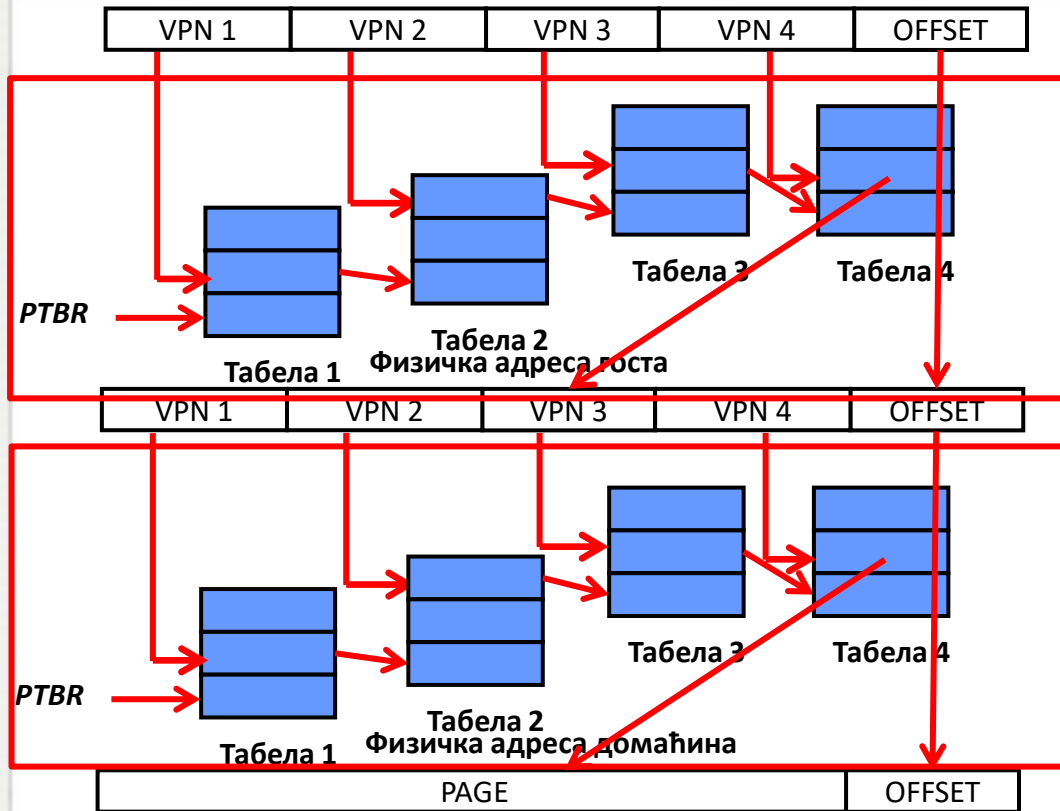 VPN 1 VPN 2 VPN 3 VPN 4 OFFSET
Табела 3 Табела 4
PTBR
Табела 2
Физичка адреса госта
Табела 1
VPN 1 VPN 2 VPN 3 VPN 4 OFFSET
Табела 3 Табела 4
PTBR
Табела 2
Физичка адреса домаћина
Табела 1
PAGE OFFSET